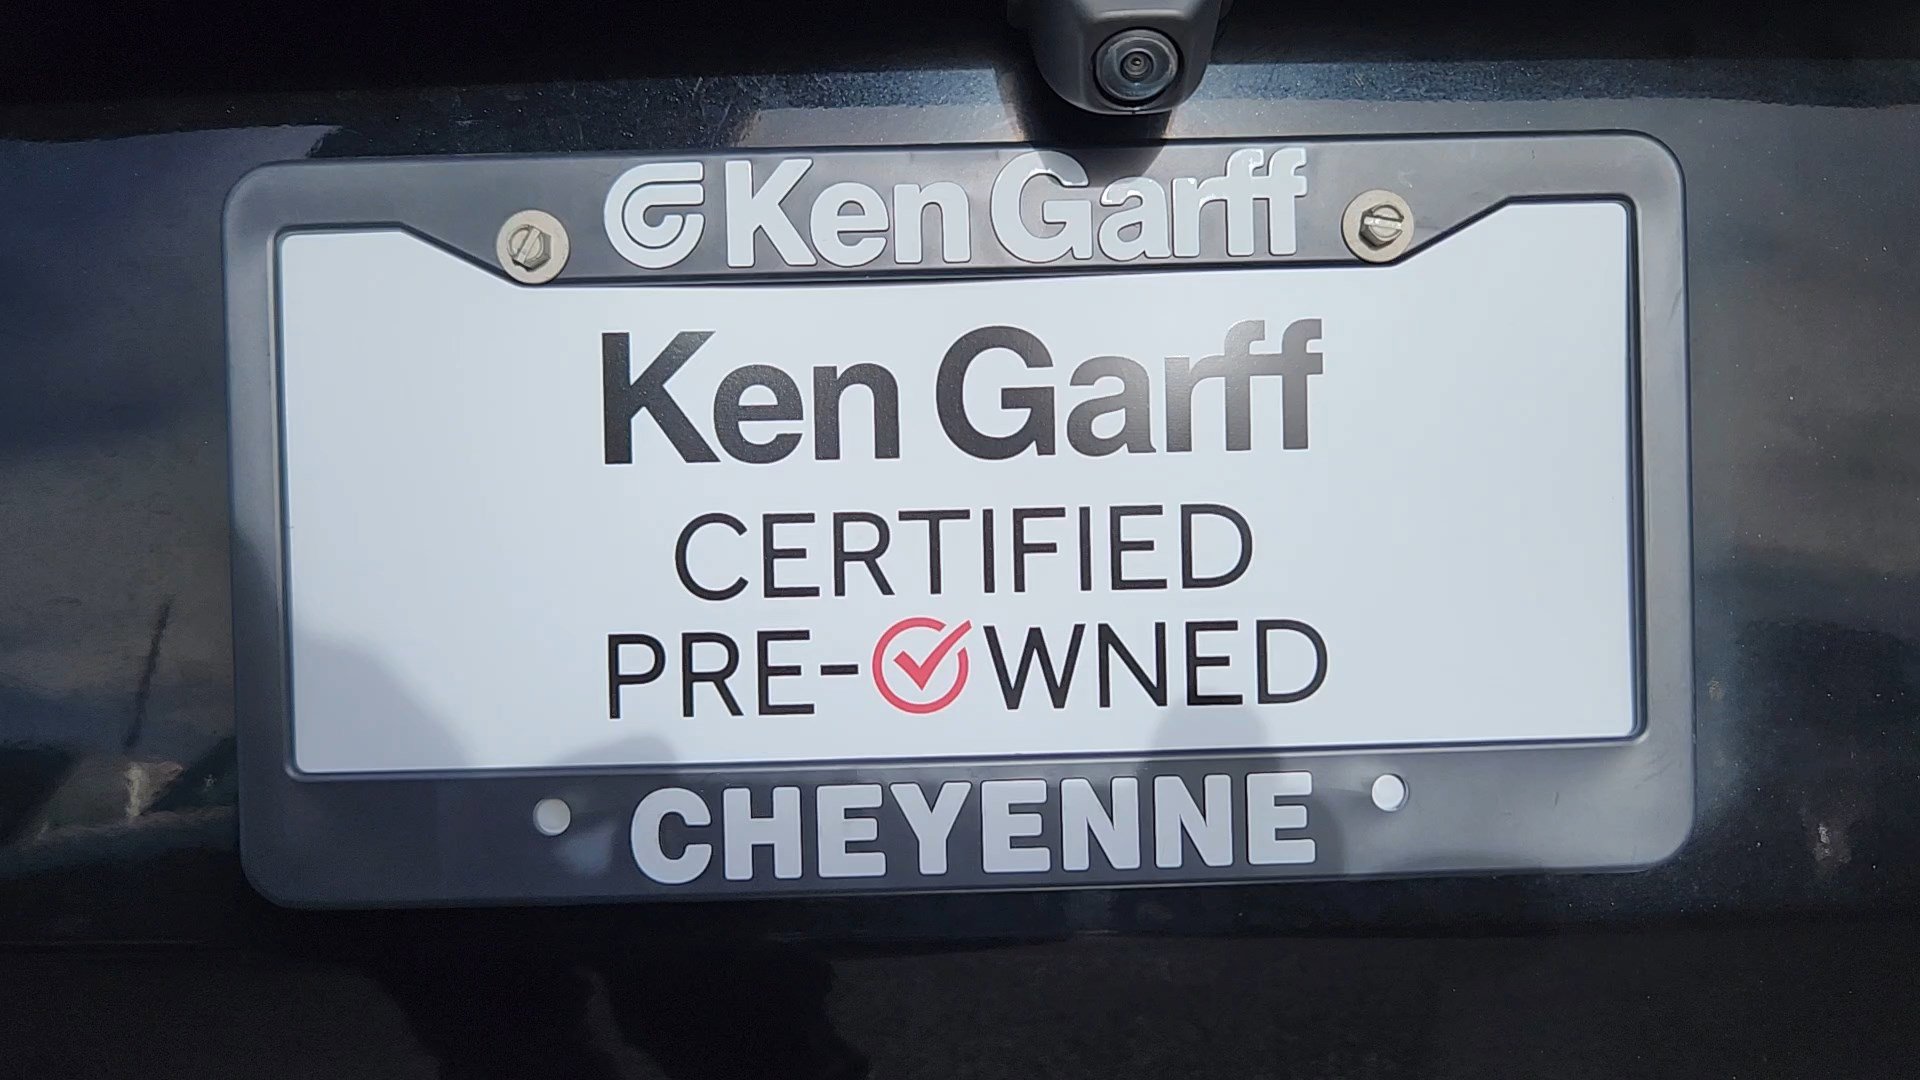 Ken Garff
Ken Garff
CERTIFIED
PRE-OWNED
CHEYENNE